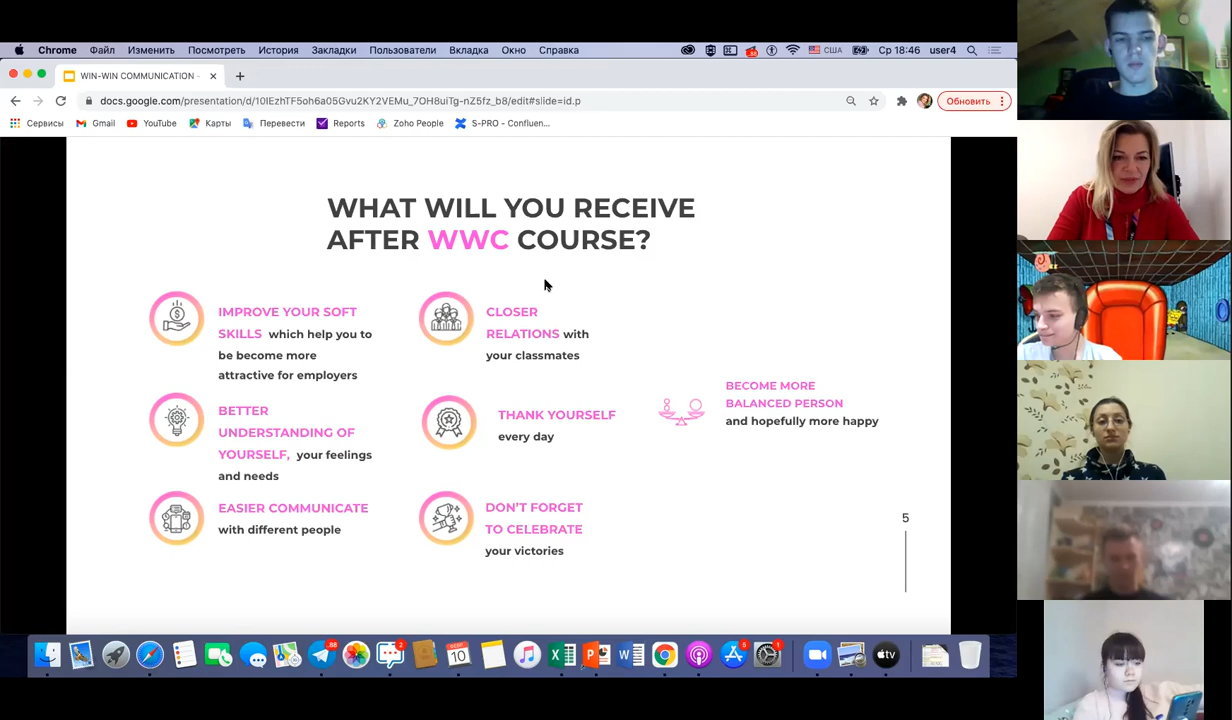 Chrome Файл Изменить Посмотреть История Закладки Пользователи Вкладка Окно Справка США Ср 18:46 user4
WIN-WIN COMMUNICATION -
docs.google.com/presentation/d/10IEzhTF5oh6a05Gvu2KY2VEMu_7OH8uiTg-nZ5fz_b8/edit#slide=id.p Обновить
Сервисы Gmail YouTube Карты Перевести Reports Zoho People S-PRO - Confluen...
WHAT WILL YOU RECEIVE
AFTER WWC COURSE?
IMPROVE YOUR SOFT
SKILLS which help you to
be become more
attractive for employers
BETTER
UNDERSTANDING OF
YOURSELF, your feelings
and needs
EASIER COMMUNICATE
with different people
CLOSER
RELATIONS with
your classmates
THANK YOURSELF
every day
DON'T FORGET
TO CELEBRATE
your victories
BECOME MORE
BALANCED PERSON
and hopefully more happy
5
10
2
5
1
tv